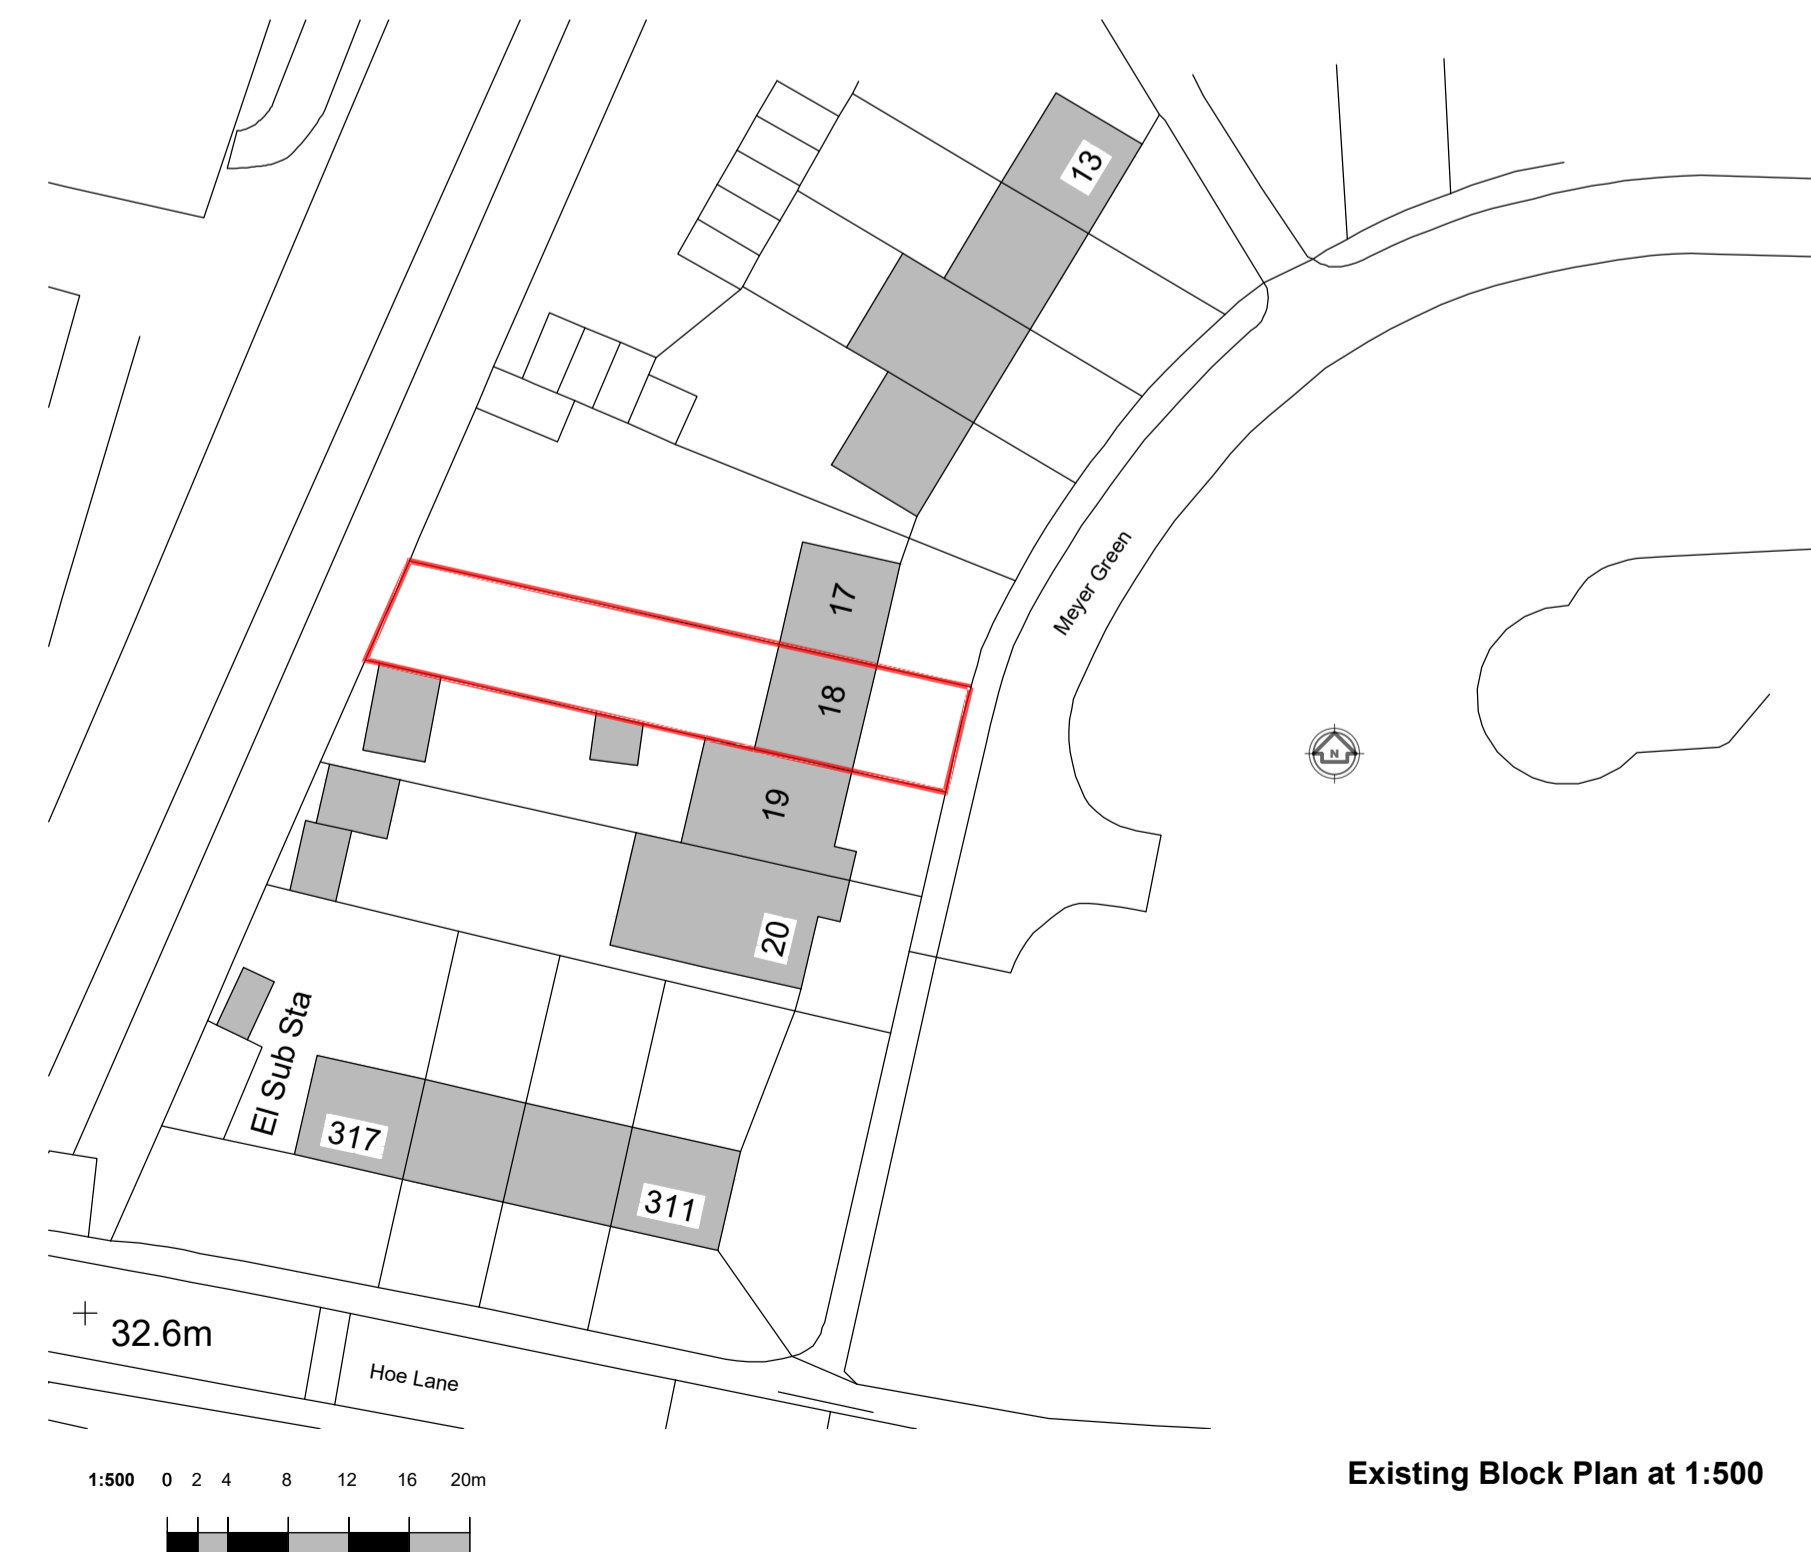 13
17
Meyer Green
18
N
19
20
El Sub Sta
317
311
32.6m
Hoe Lane
1:500 0 2 4 8 12 16 20m
Existing Block Plan at 1:500